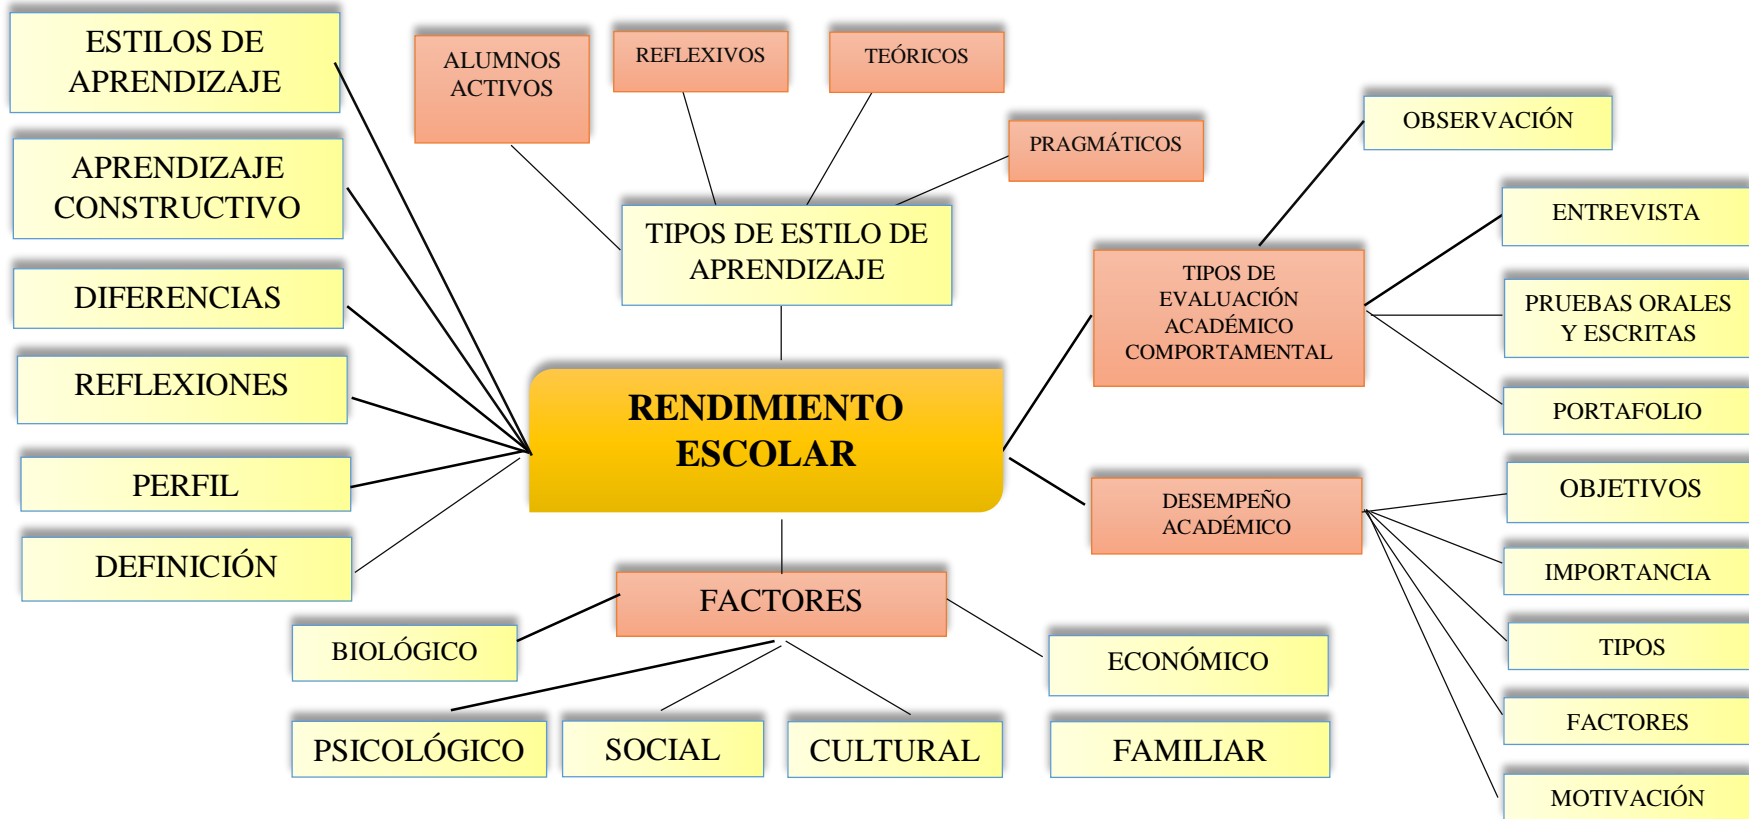 ESTILOS DE
APRENDIZAJE
APRENDIZAJE
CONSTRUCTIVO
DIFERENCIAS
REFLEXIONES
PERFIL
DEFINICIÓN
ALUMNOS
ACTIVOS
REFLEXIVOS
TEÓRICOS
PRAGMÁTICOS
TIPOS DE ESTILO DE
APRENDIZAJE
RENDIMIENTO
ESCOLAR
FACTORES
BIOLÓGICO
PSICOLÓGICO
SOCIAL
CULTURAL
ECONÓMICO
FAMILIAR
TIPOS DE
EVALUACIÓN
ACADÉMICO
COMPORTAMENTAL
OBSERVACIÓN
ENTREVISTA
PRUEBAS ORALES
Y ESCRITAS
PORTAFOLIO
DESEMPEÑO
ACADÉMICO
OBJETIVOS
IMPORTANCIA
TIPOS
FACTORES
MOTIVACIÓN